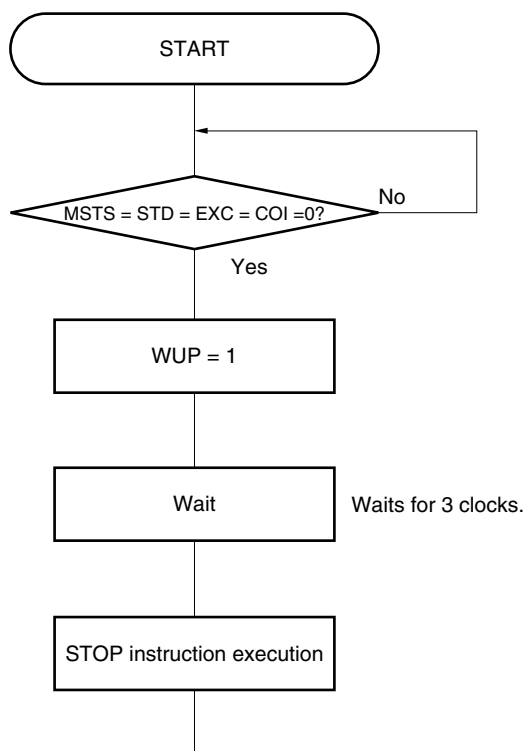 START
MSTS = STD = EXC = COI =0?
No
Yes
WUP = 1
Wait
Waits for 3 clocks.
STOP instruction execution